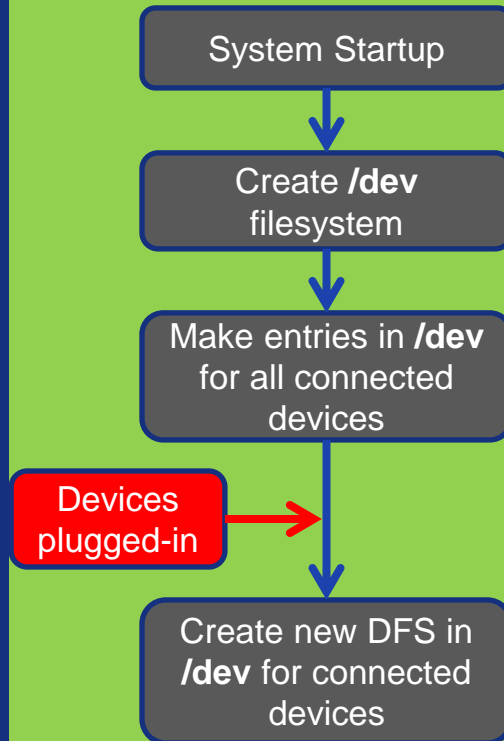 System Startup
Create /dev
filesystem
Make entries in /dev
for all connected
devices
Devices
plugged-in
Create new DFS in
/dev for connected
devices